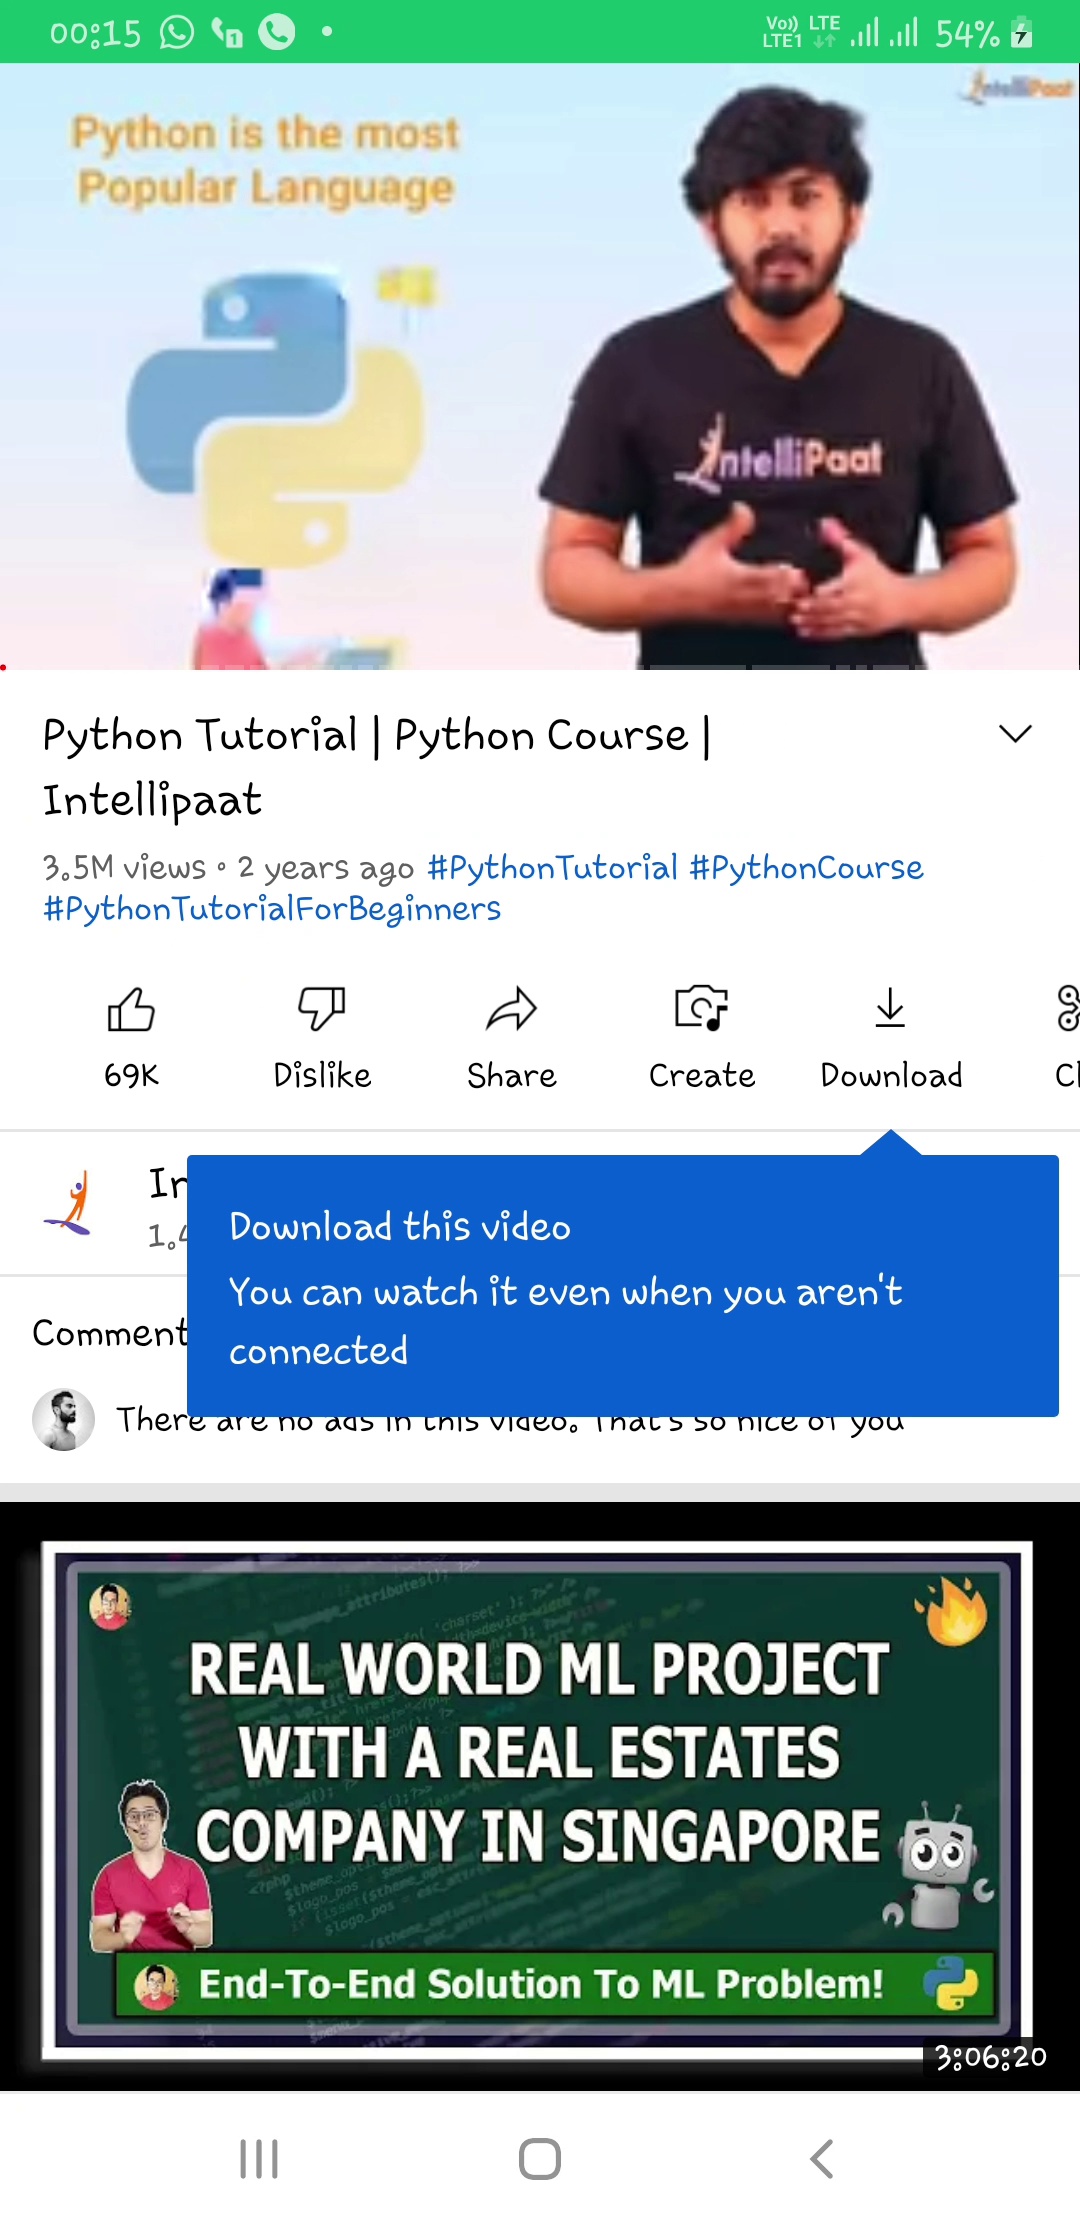 00:15
Vo)) LTE
LTE1
54%
IntelliPaat
Python is the most
Popular Language
IntelliPaat
Python Tutorial | Python Course |
Intellipaat
3.5M views • 2 years ago #PythonTutorial #PythonCourse
#PythonTutorialForBeginners
69K
Dislike
Share
Create
Download
Download this video
You can watch it even when you aren't
connected
Comment
There are no ads in this video. That's so nice of you
REAL WORLD ML PROJECT
WITH A REAL ESTATES
COMPANY IN SINGAPORE
End-To-End Solution To ML Problem!
3:06:20